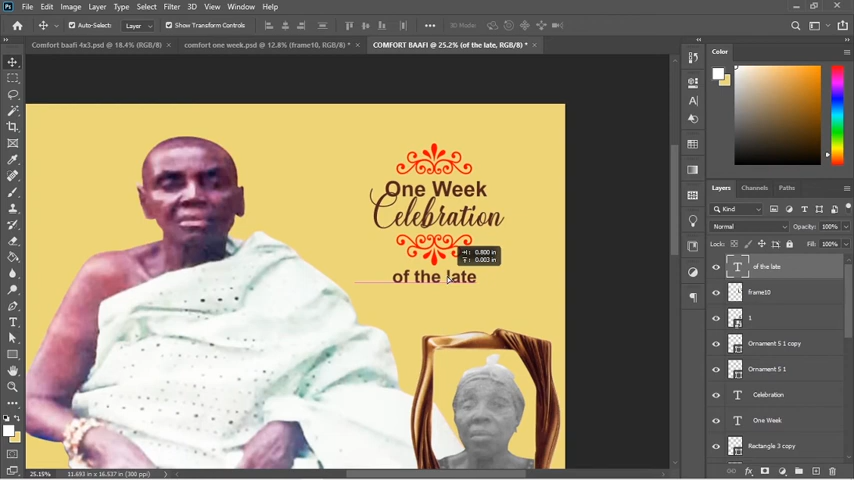 File Edit Image Layer Type Select Filter 3D View Plugins Window Help
Auto-Select: Layer Show Transform Controls 3D Mode:
Comfort baafi 4x3.psd @ 18.4% (RGB/8) ×
comfort one week.psd @ 12.8% (frame10, RGB/8) * ×
COMFORT BAAFI @ 25.2% (of the late, RGB/8) * ×
Color
One Week
Celebration
H: 0.800 in
0.003 in
of the late
Layers Channels Paths
Kind
Normal Opacity: 100%
Lock: Fill: 100%
of the late
frame10
1
Ornament 5 1 copy
Ornament 5 1
Celebration
One Week
Rectangle 3 copy
25.15% 11.693 in x 16.537 in (300 ppi)